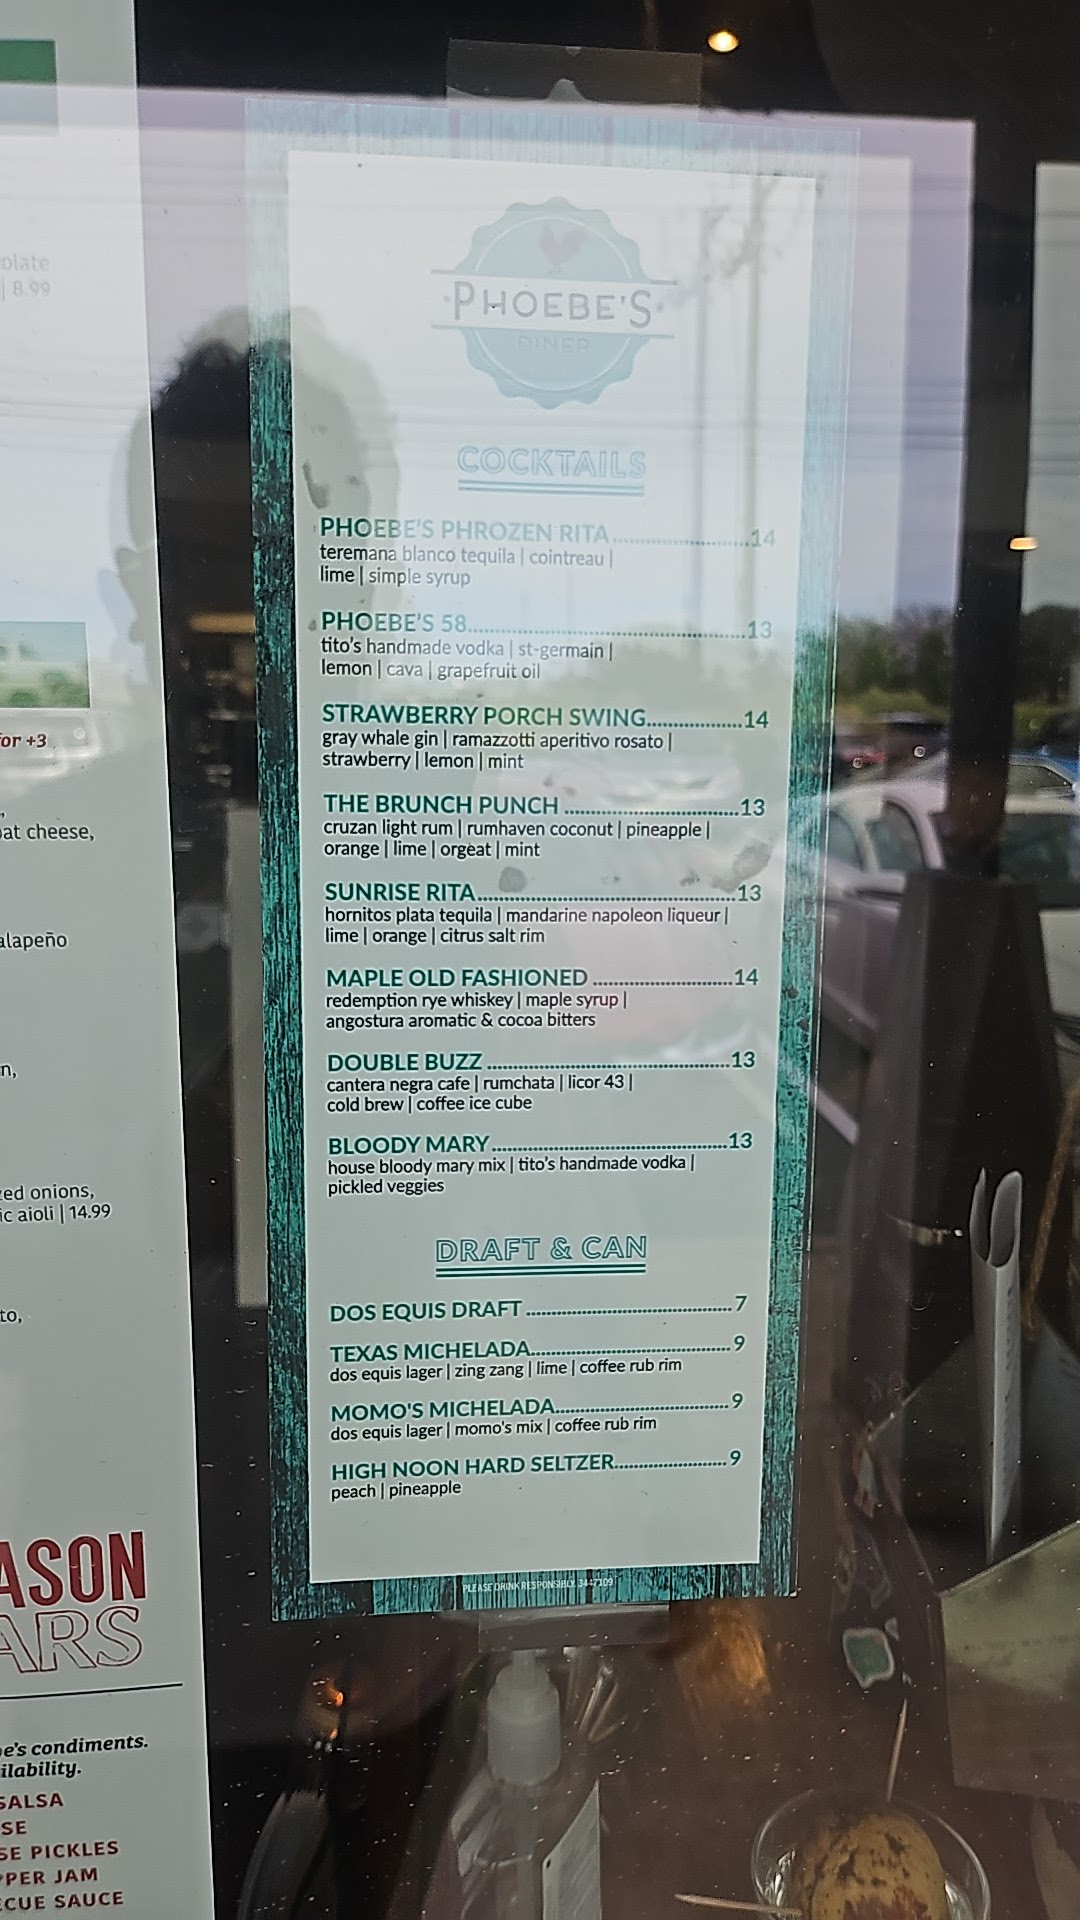 olate
| 8.99
for +3
oat cheese,
alapeño
n,
zed onions,
ic aioli | 14.99
to,
ASON
ARS
be's condiments.
ilability.
SALSA
SE
SE PICKLES
PPER JAM
ECUE SAUCE
PHOEBE'S
DINER
COCKTAILS
PHOEBE'S PHROZEN RITA..........................14
teremana blanco tequila | cointreau |
lime | simple syrup
PHOEBE'S 58....................................................13
tito's handmade vodka | st-germain |
lemon | cava | grapefruit oil
STRAWBERRY PORCH SWING..................14
gray whale gin | ramazzotti aperitivo rosato |
strawberry | lemon | mint
THE BRUNCH PUNCH .................................13
cruzan light rum | rumhaven coconut | pineapple |
orange | lime | orgeat | mint
SUNRISE RITA.................................................13
hornitos plata tequila | mandarine napoleon liqueur |
lime | orange | citrus salt rim
MAPLE OLD FASHIONED ...........................14
redemption rye whiskey | maple syrup |
angostura aromatic & cocoa bitters
DOUBLE BUZZ ...............................................13
cantera negra cafe | rumchata | licor 43 |
cold brew | coffee ice cube
BLOODY MARY..............................................13
house bloody mary mix | tito's handmade vodka |
pickled veggies
DRAFT & CAN
DOS EQUIS DRAFT .........................................7
TEXAS MICHELADA........................................9
dos equis lager | zing zang | lime | coffee rub rim
MOMO'S MICHELADA...................................9
dos equis lager | momo's mix | coffee rub rim
HIGH NOON HARD SELTZER.......................9
peach | pineapple
PLEASE DRINK RESPONSIBLY. 3447109